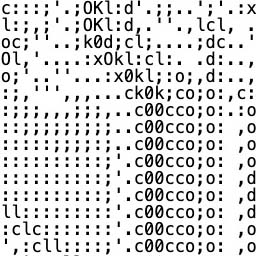 c:::;'.;OKl:d'.;;..';'.:x
l:;,;'.;OKl:d,.''.,lcl, .
oc;''..;k0d;cl;....;dc..'
Ol,'....:xOkl:cl:. .d:..,
o;'..''...:x0kl;:o;,d:..,
:;,''',,,...ck0k;co;o:,c:
:;;,,,,;;;;,..c00cco;o:.:o
:;;;;;;;;;;;,..c00cco;o: ,o
::;;;;;;;;;;'.c00cco;o: ,o
::::::::::;'.c00cco;o: ,o
::::::::::;'.c00cco;o: ,d
::::::::::;'.c00cco;o: ,d
ll::::::::;'.c00cco;o: ,d
:clc::::::;'.c00cco;o: ,o
',:cll::::;'.c00cco;o: ,o